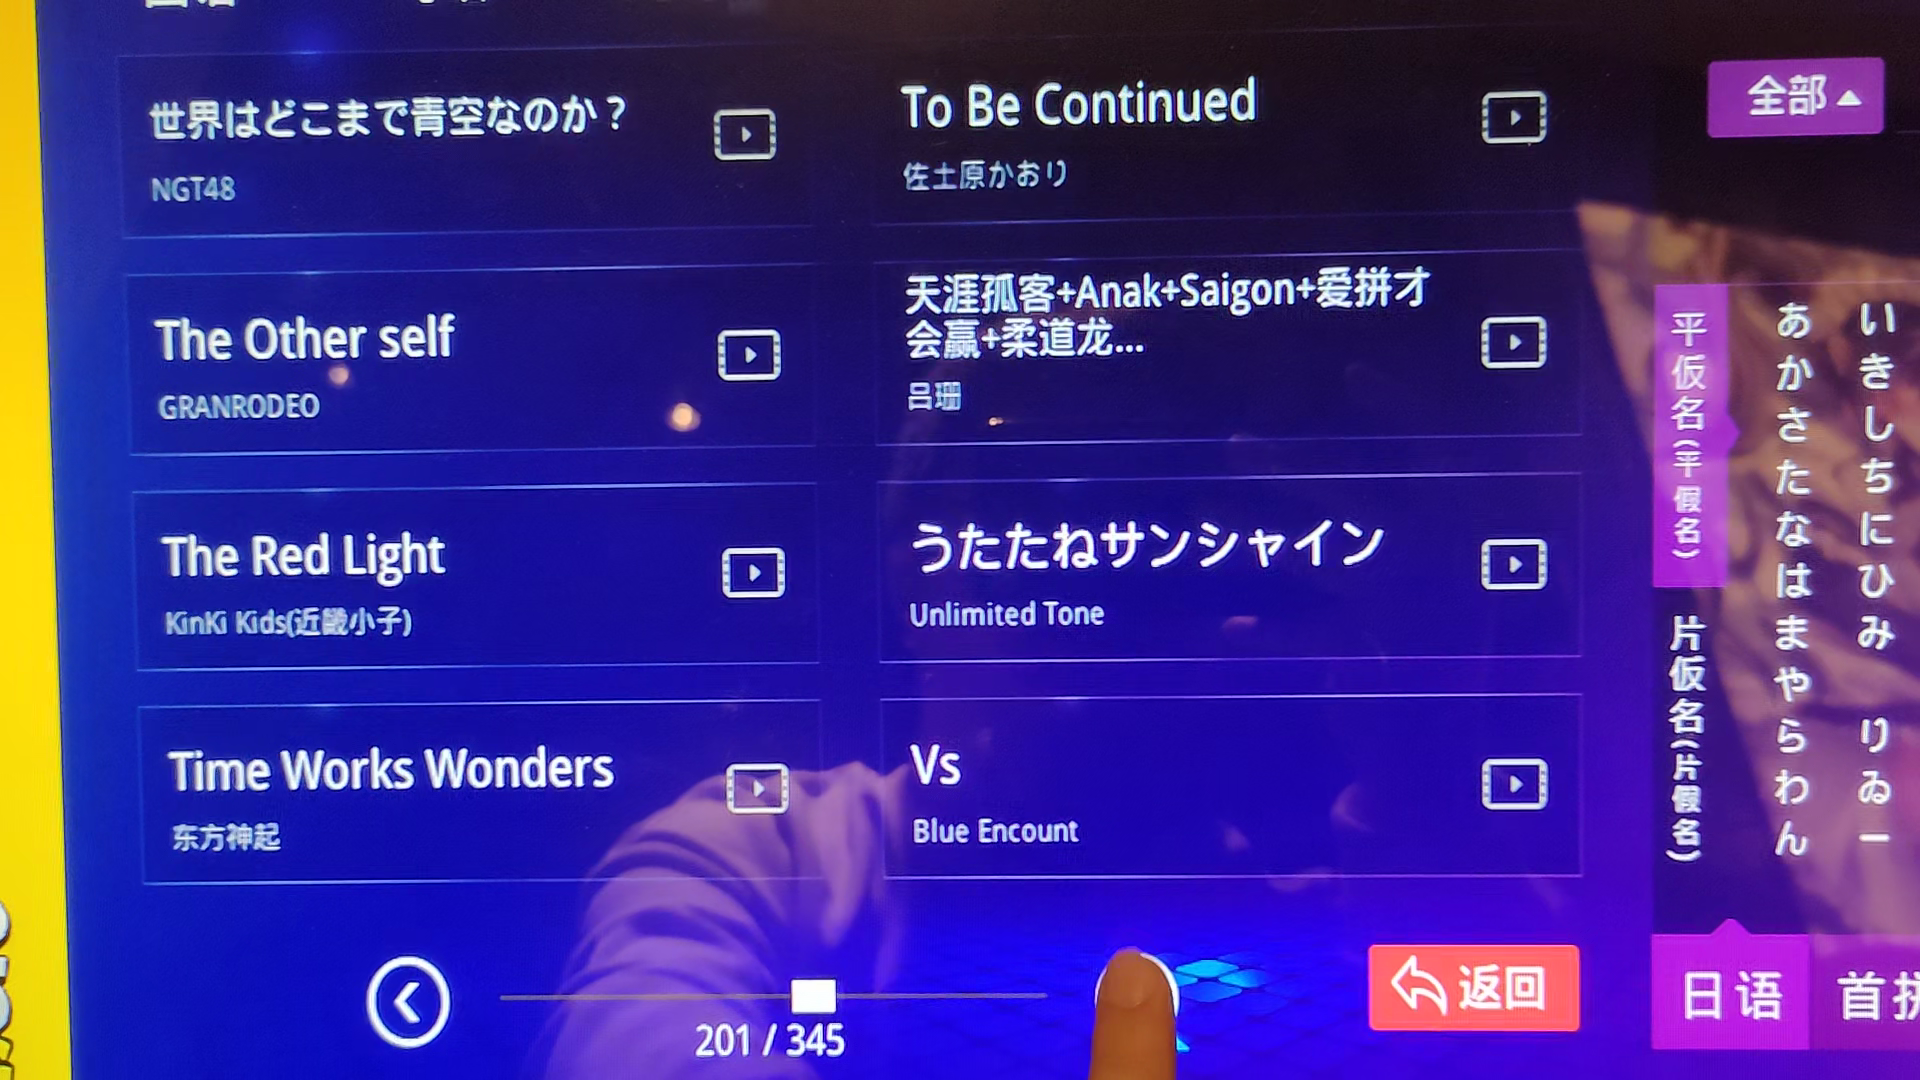 世界はどこまで青空なのか？
NGT48
To Be Continued
佐土原かおり
The Other self
GRANRODEO
天涯孤客+Anak+Saigon+爱拼才
会赢+柔道龙...
吕珊
The Red Light
KinKi Kids(近畿小子)
うたたねサンシャイン
Unlimited Tone
Time Works Wonders
东方神起
Vs
Blue Encount
201 / 345
返回
全部
平仮名(平假名)
片仮名(片假名)
あかさたなはまやらわん
いきしちにひみ りゐー
日语
首拼